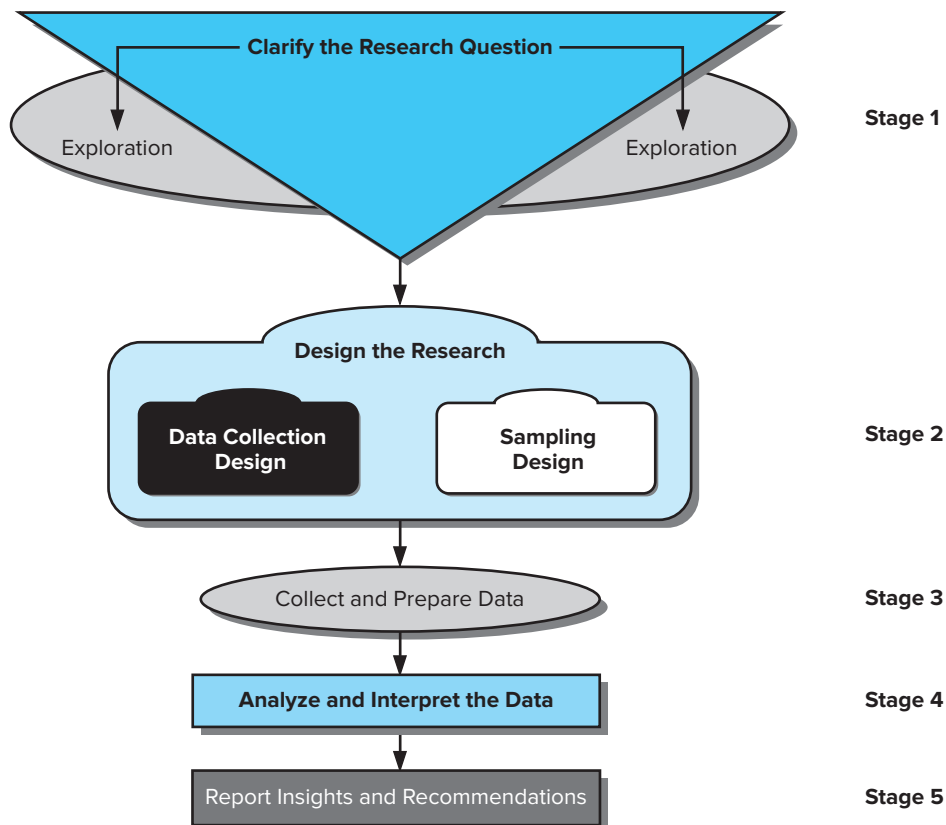 Clarify the Research Question
Exploration
Exploration
Stage 1
Design the Research
Data Collection
Design
Sampling
Design
Stage 2
Collect and Prepare Data
Stage 3
Analyze and Interpret the Data
Stage 4
Report Insights and Recommendations
Stage 5